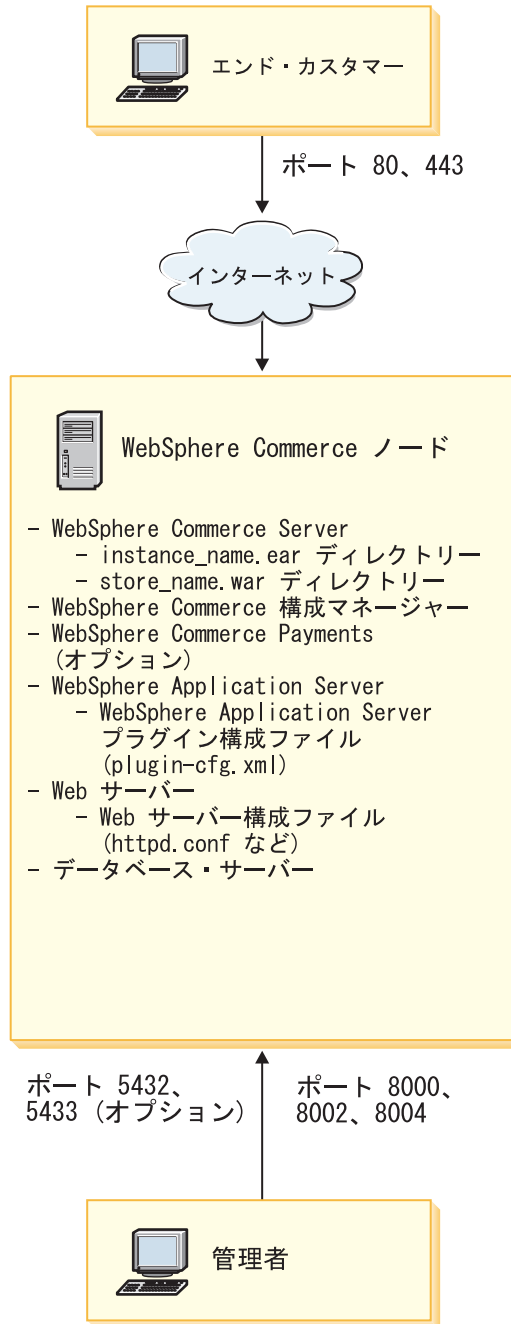 エンド・カスタマー
ポート 80、443
インターネット
WebSphere Commerce ノード
- WebSphere Commerce Server
- instance_name.ear ディレクトリー
- store_name.war ディレクトリー
- WebSphere Commerce 構成マネージャー
- WebSphere Commerce Payments
(オプション)
- WebSphere Application Server
- WebSphere Application Server
プラグイン構成ファイル
(plugin-cfg.xml)
- Web サーバー
- Web サーバー構成ファイル
(httpd.conf など)
- データベース・サーバー
ポート 5432、
5433 (オプション)
ポート 8000、
8002、8004
管理者